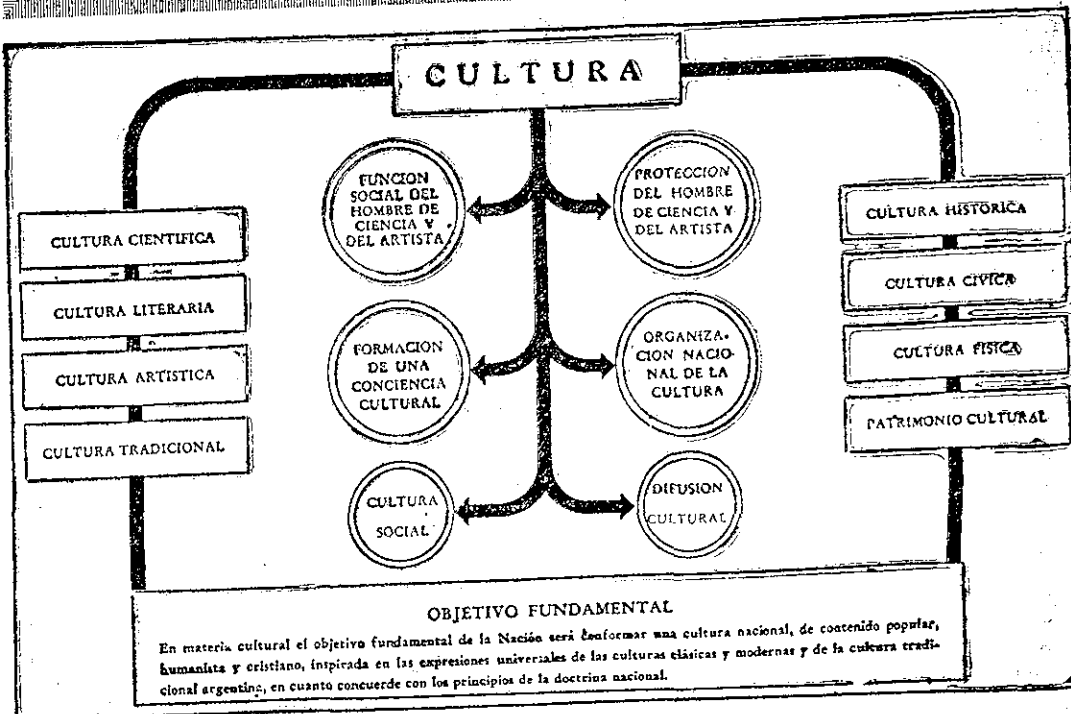 CULTURA
FUNCION
SOCIAL DEL
HOMBRE DE
CIENCIA Y
DEL ARTISTA
PROTECCION
DEL HOMBRE
DE CIENCIA Y
DEL ARTISTA
CULTURA CIENTIFICA
CULTURA LITERARIA
CULTURA ARTISTICA
CULTURA TRADICIONAL
FORMACION
DE UNA
CONCIENCIA
CULTURAL
ORGANIZA-
CION NACIO-
NAL DE LA
CULTURA
CULTURA
SOCIAL
DIFUSION
CULTURAL
CULTURA HISTORICA
CULTURA CIVICA
CULTURA FISICA
PATRIMONIO CULTURAL
OBJETIVO FUNDAMENTAL
En materia cultural el objetivo fundamental de la Nación será conformar una cultura nacional, de contenido popular,
humanista y cristiano, inspirada en las expresiones universales de las culturas clásicas y modernas y de la cultura tradi-
cional argentina, en cuanto concuerde con los principios de la doctrina nacional.